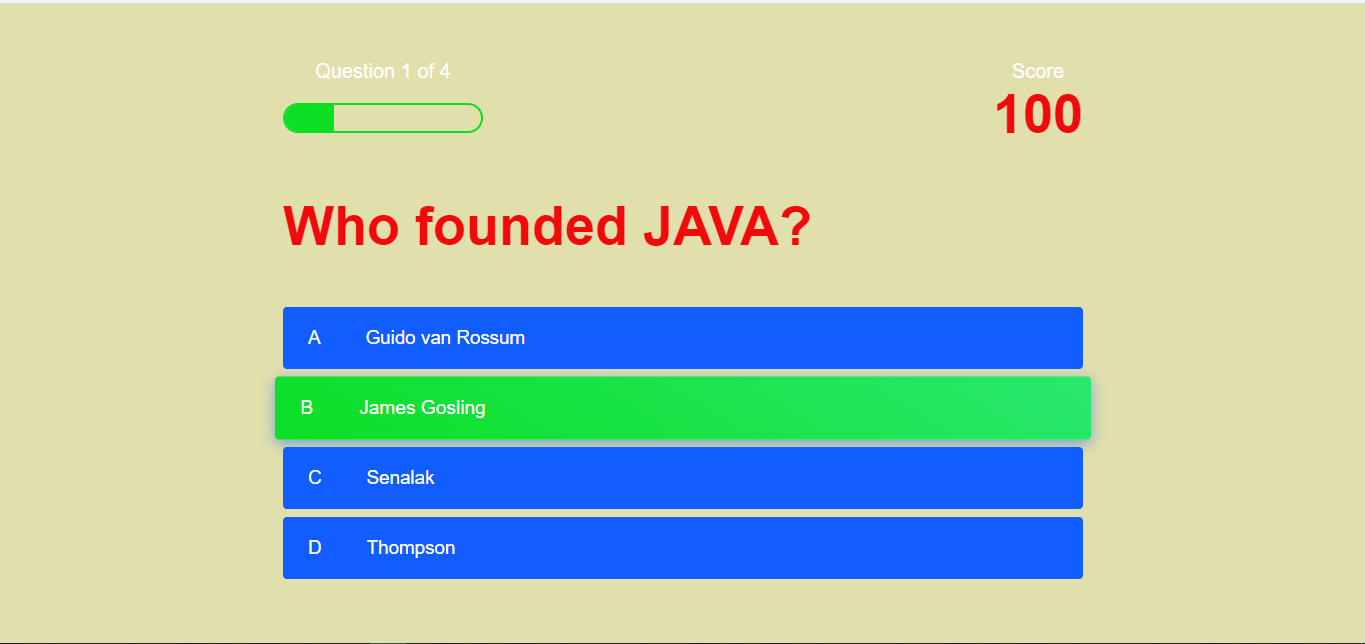 Question 1 of 4
Score
100
Who founded JAVA?
A Guido van Rossum
B James Gosling
C Senalak
D Thompson